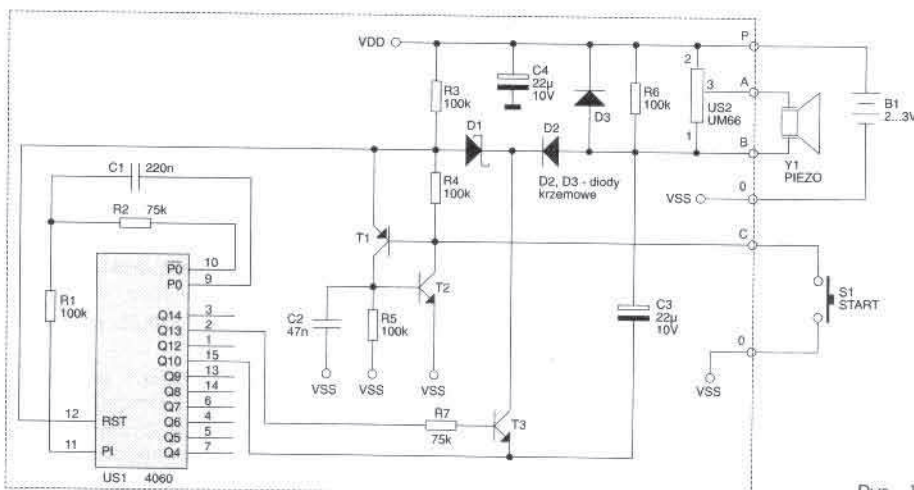 VDD
P
C4
22µ
10V
R3
100k
D3
R6
100k
2
3
US2
UM66
1
A
B
Y1
PIEZO
B1
2...3V
C1
220n
R2
75k
D1
D2
D2, D3 - diody
krzemowe
R4
100k
VSS
0
C
T1
T2
P0
10
P0
9
R1
100k
Q14
3
Q13
2
Q12
1
Q10
15
Q9
13
Q8
14
Q7
6
Q6
4
Q5
5
Q4
7
C2
47n
R5
100k
VSS
VSS
VSS
C3
22µ
10V
S1
START
0
VSS
12
RST
11
PI
R7
75k
T3
US1 4060